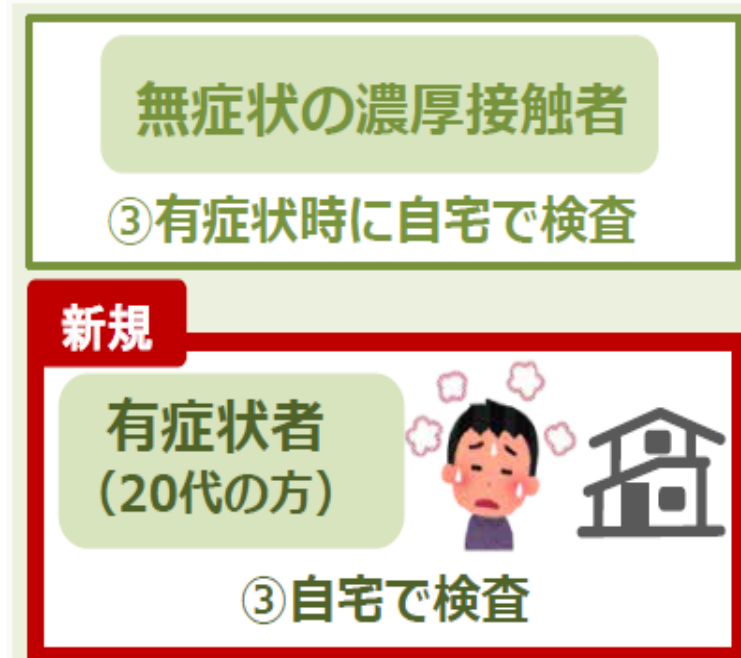 無症状の濃厚接触者
③有症状時に自宅で検査
新規
有症状者
（20代の方）
③自宅で検査